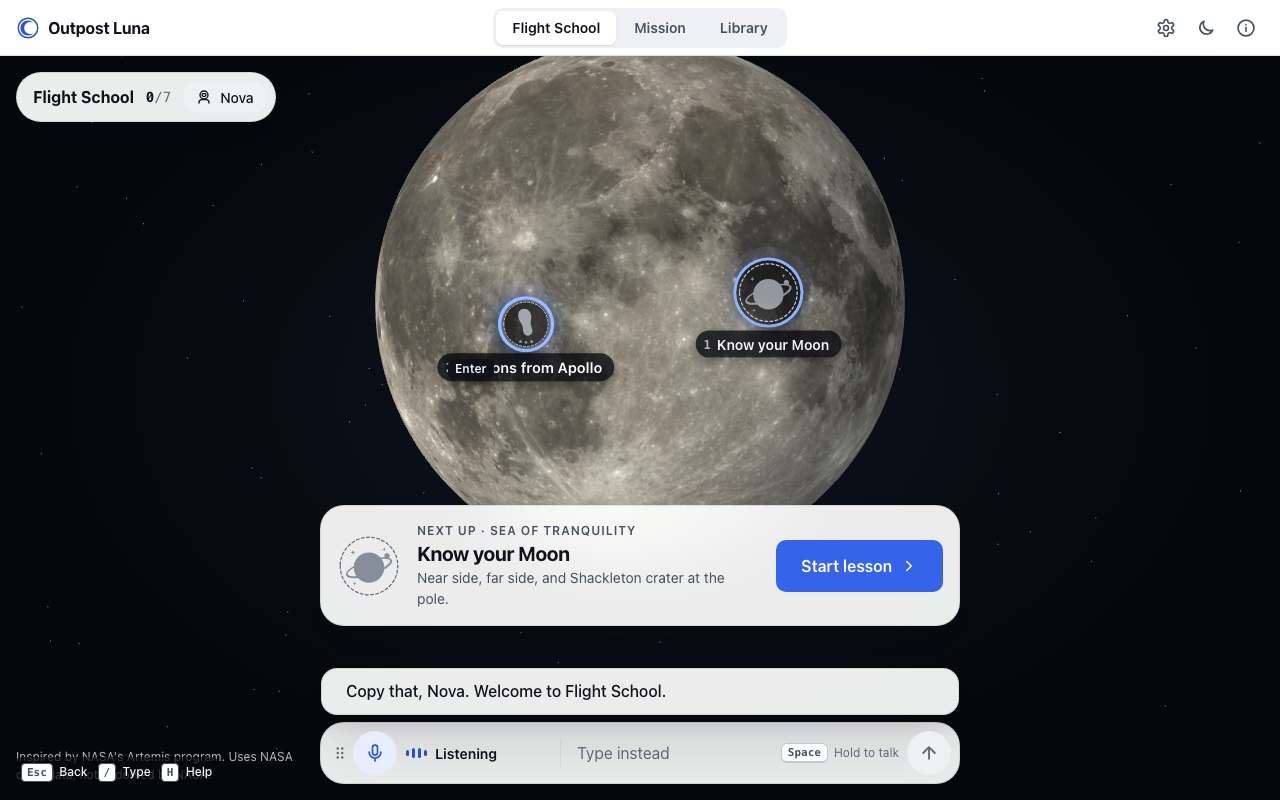 Outpost Luna
Flight School
Mission
Library
Flight School 0/7
Nova
1 Know your Moon
Enter
ons from Apollo
NEXT UP · SEA OF TRANQUILITY
Know your Moon
Near side, far side, and Shackleton crater at the
pole.
Start lesson
Copy that, Nova. Welcome to Flight School.
Listening
Type instead
Space Hold to talk
Inspired by NASA's Artemis program. Uses NASA
Esc Back / Type H Help